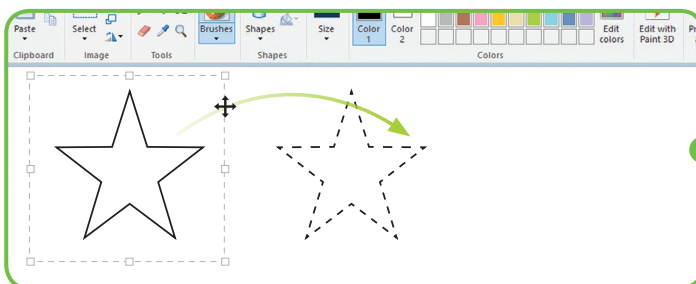 Paste
Select
Brushes
Shapes
Size
Color
1
Color
2
Edit
colors
Edit with
Paint 3D
Clipboard
Image
Tools
Shapes
Colors